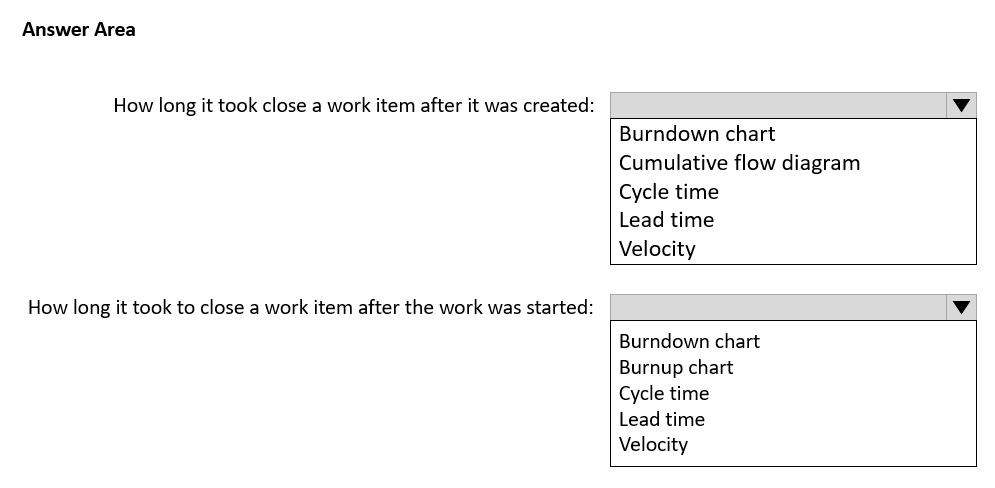 Answer Area
How long it took close a work item after it was created:
Burndown chart
Cumulative flow diagram
Cycle time
Lead time
Velocity
How long it took to close a work item after the work was started:
Burndown chart
Burnup chart
Cycle time
Lead time
Velocity